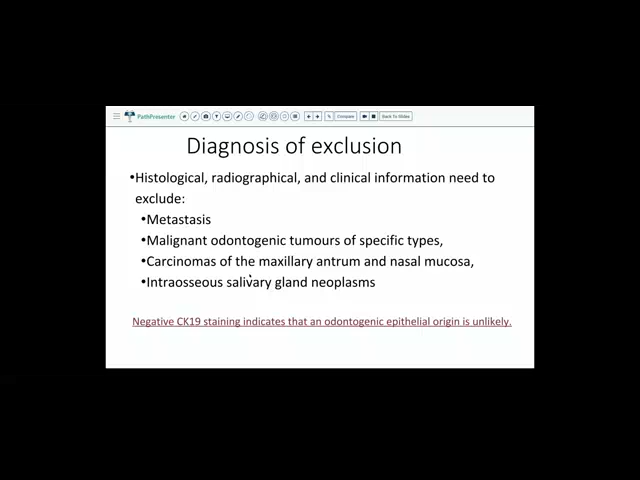 PathPresenter
Compare
Back To Slides
Diagnosis of exclusion
•Histological, radiographical, and clinical information need to
exclude:
•Metastasis
•Malignant odontogenic tumours of specific types,
•Carcinomas of the maxillary antrum and nasal mucosa,
•Intraosseous salivary gland neoplasms
Negative CK19 staining indicates that an odontogenic epithelial origin is unlikely.